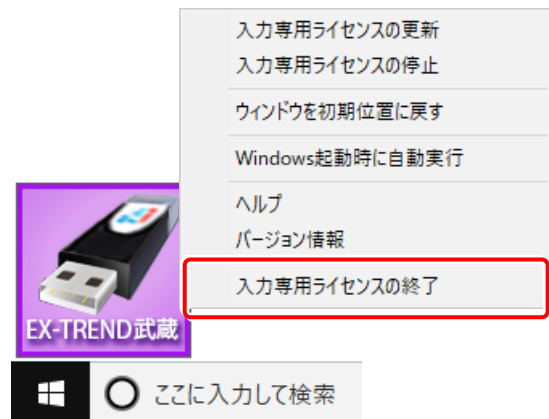 入力専用ライセンスの更新
入力専用ライセンスの停止
ウィンドウを初期位置に戻す
Windows起動時に自動実行
ヘルプ
バージョン情報
入力専用ライセンスの終了
EX-TREND武蔵
ここに入力して検索